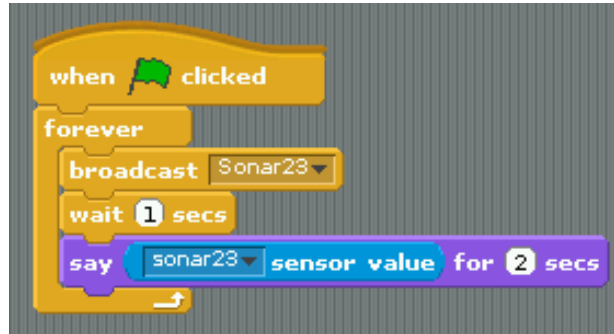 when clicked
forever
broadcast Sonar23
wait 1 secs
say sonar23 sensor value for 2 secs